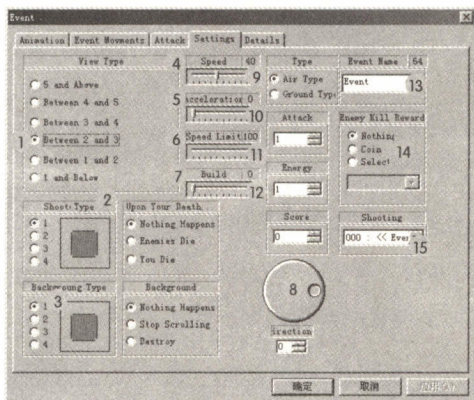 Event
Animation Event Movments Attack Settings Details
View Type
5 and Above
Between 4 and 5
Between 3 and 4
1 Between 2 and 3
Between 1 and 2
1 and Below
4 Speed 40
9
5 Acceleration 0
10
6 Speed Limit 100
11
7 Build 0
12
Type
Air Type
Ground Type
Event Name 64
Event
13
Attack
1
Enemy Kill Reward
Nothing
Coin
Select
14
Energy
1
2
Shoot Type
1
2
3
4
Upon Your Death..
Nothing Happens
Enemies Die
You Die
Score
0
Shooting
000 : << Ever
15
3
Backgroung Type
1
2
3
4
Background
Nothing Happens
Stop Scrolling
Destroy
8
irection
0
确定 取消